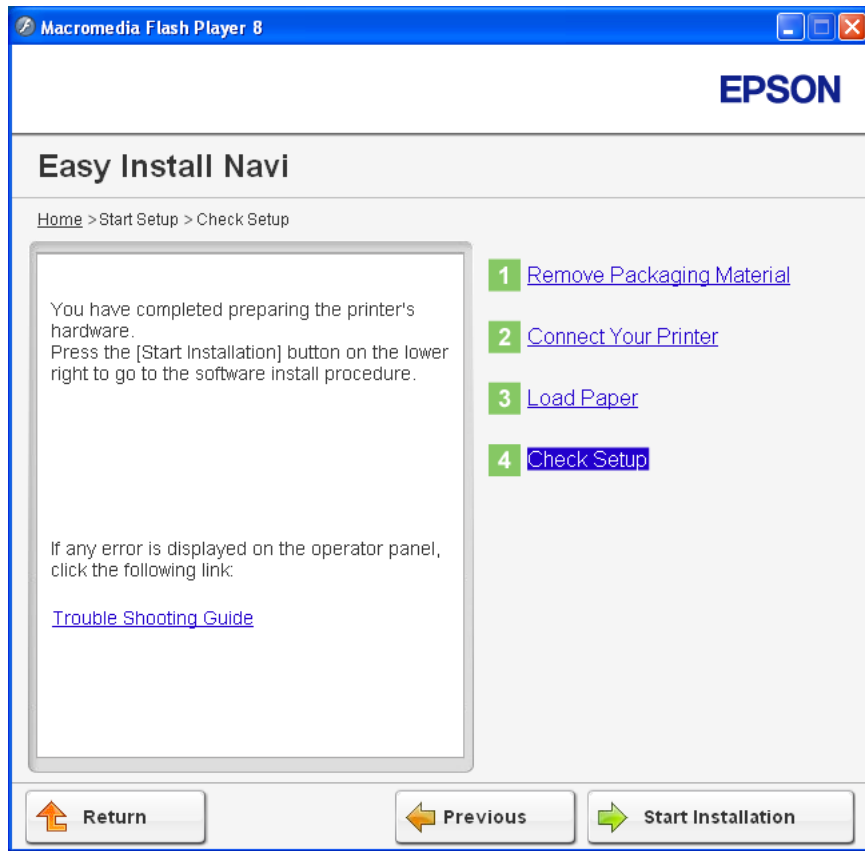 Macromedia Flash Player 8
EPSON
Easy Install Navi
Home > Start Setup > Check Setup
You have completed preparing the printer's
hardware.
Press the [Start Installation] button on the lower
right to go to the software install procedure.
If any error is displayed on the operator panel,
click the following link:
Trouble Shooting Guide
1 Remove Packaging Material
2 Connect Your Printer
3 Load Paper
4 Check Setup
Return
Previous
Start Installation